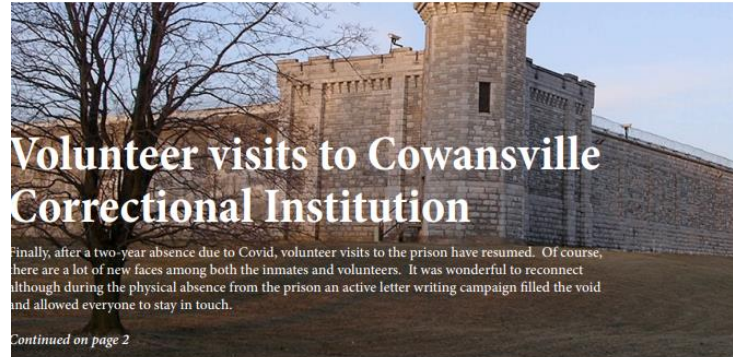 Volunteer visits to Cowansville
Correctional Institution
Finally, after a two-year absence due to Covid, volunteer visits to the prison have resumed.  Of course,
there are a lot of new faces among both the inmates and volunteers.  It was wonderful to reconnect
although during the physical absence from the prison an active letter writing campaign filled the void
and allowed everyone to stay in touch.
Continued on page 2